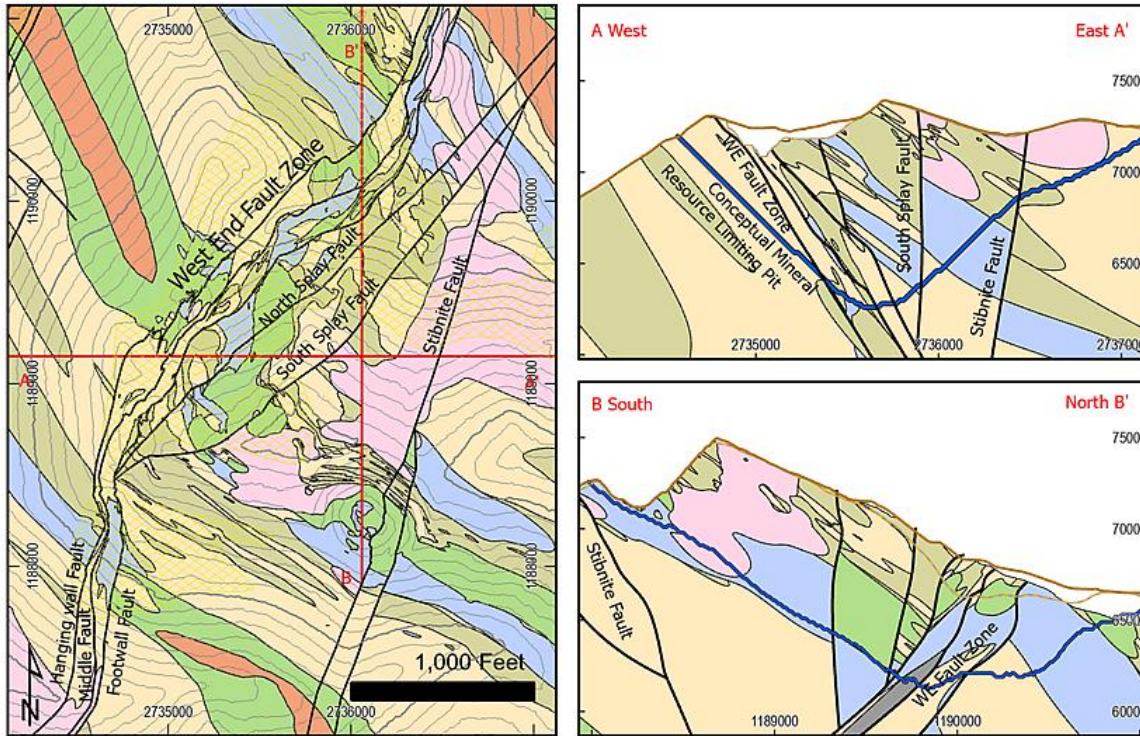 2735000
2736000
B'
West End Fault Zone
1190000
1190000
North Splay Fault
South Splay Fault
Stibnite Fault
A
1189000
1189000
B
1188000
1188000
Hanging wall Fault
Middle Fault
Footwall Fault
1,000 Feet
N
2735000
2736000
A West
East A'
7500
7000
6500
WE Fault Zone
Conceptual Mineral
Resource Limiting Pit
South Splay Fault
Stibnite Fault
2735000
2736000
2737000
B South
North B'
7500
7000
6500
6000
Stibnite Fault
WE Fault Zone
1189000
1190000